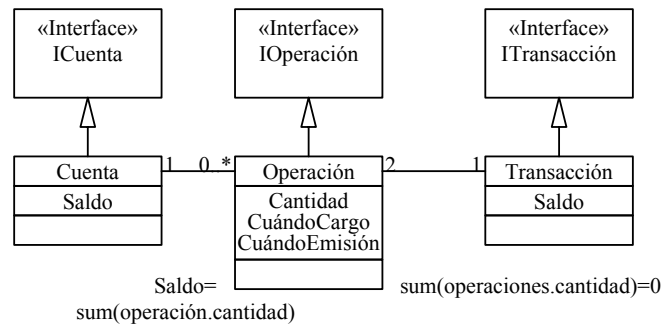 «Interface»
ICuenta
«Interface»
IOperación
«Interface»
ITransacción
Cuenta
Saldo
1
0..*
Operación
Cantidad
CuándoCargo
CuándoEmisión
2
1
Transacción
Saldo
Saldo=
sum(operación.cantidad)
sum(operaciones.cantidad)=0